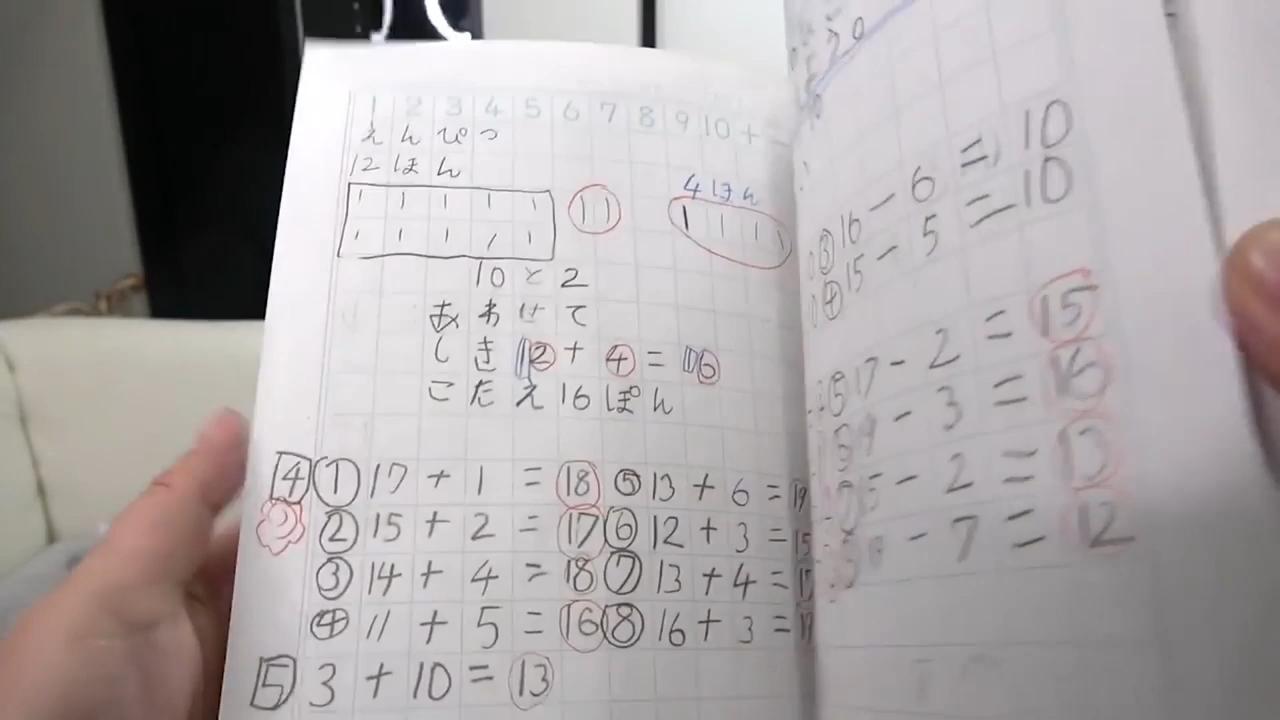 1 2 3 4 5 6 7 8 9 10 +
えんぴつ
12ほん
4ほん
10と2
あわせて
しき 12 + 4 = 16
こたえ16ぽん
4 ① 17 + 1 = 18 ⑤ 13 + 6 = 19
② 15 + 2 = 17 ⑥ 12 + 3 = 15
③ 14 + 4 = 18 ⑦ 13 + 4 =
④ 11 + 5 = 16 ⑧ 16 + 3 =
5 3 + 10 = 13
③ 16 - 6 = 10
④ 15 - 5 = 10
⑤ 17 - 2 = 15
- 3 = 16
- 2 = 13
- 7 = 12